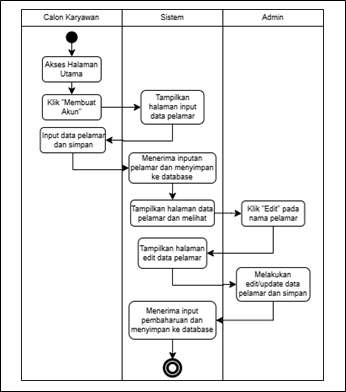 Calon Karyawan
Sistem
Admin
Akses Halaman
Utama
Klik "Membuat
Akun"
Tampilkan
halaman input
data pelamar
Input data pelamar
dan simpan
Menerima inputan
pelamar dan menyimpan
ke database
Tampilkan halaman data
pelamar dan melihat
Klik "Edit" pada
nama pelamar
Tampilkan halaman
edit data pelamar
Melakukan
edit/update data
pelamar dan simpan
Menerima input
pembaharuan dan
menyimpan ke database